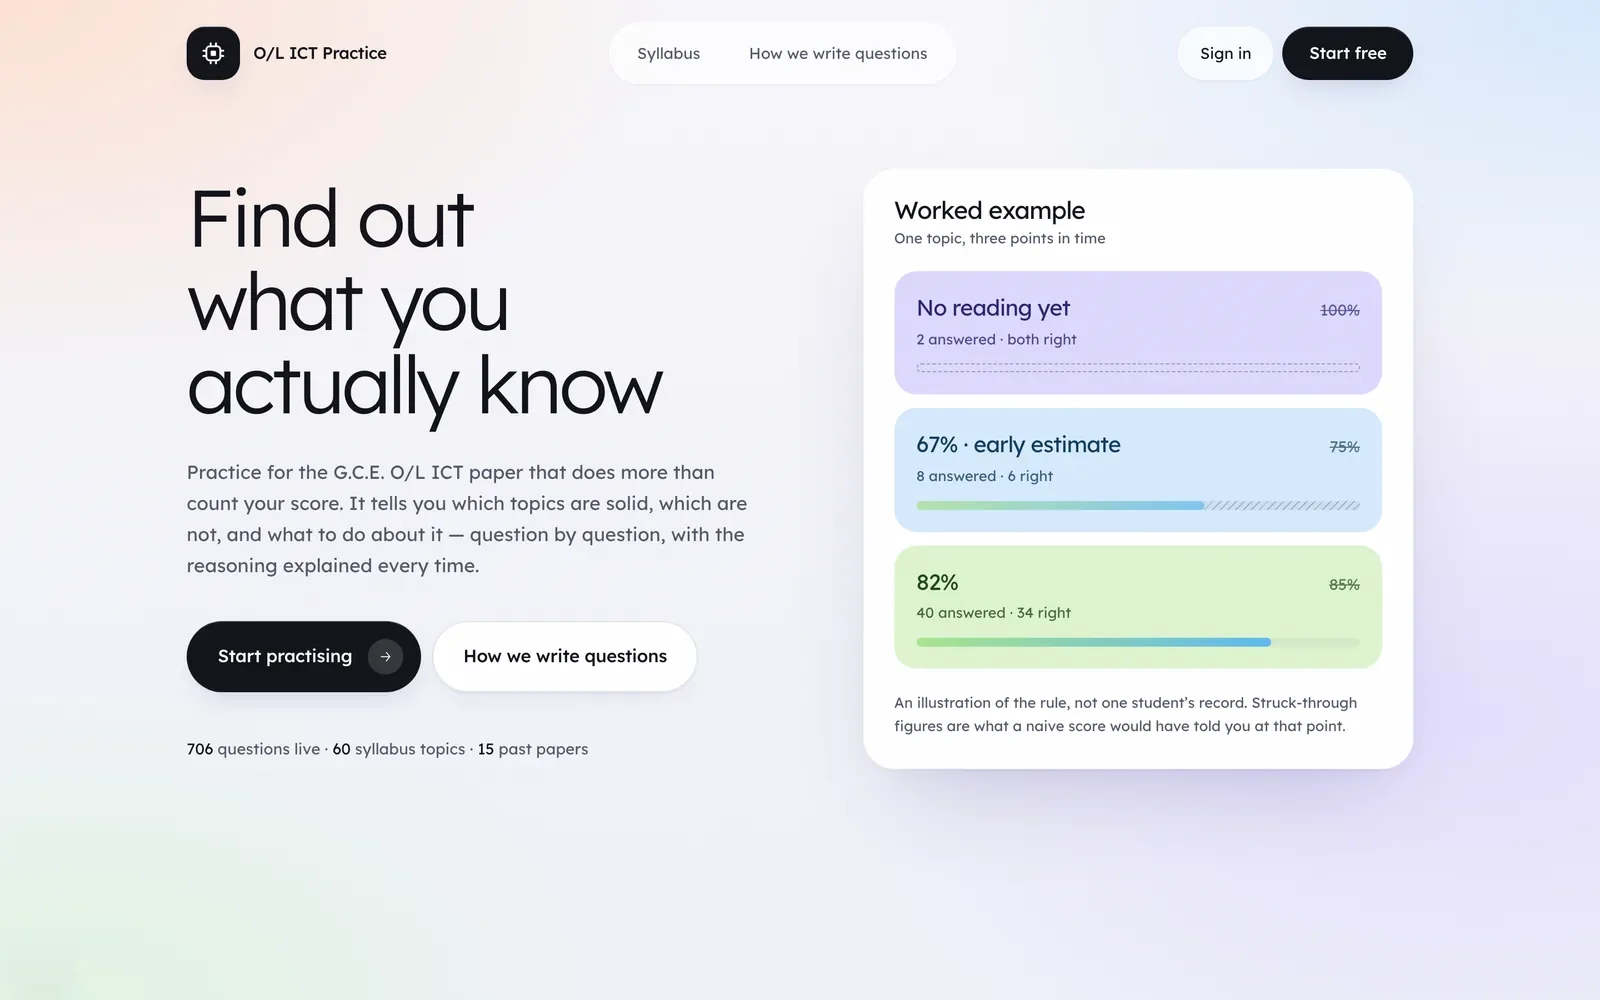 O/L ICT Practice
Syllabus
How we write questions
Sign in
Start free
Find out
what you
actually know
Practice for the G.C.E. O/L ICT paper that does more than
count your score. It tells you which topics are solid, which are
not, and what to do about it — question by question, with the
reasoning explained every time.
Start practising →
How we write questions
706 questions live · 60 syllabus topics · 15 past papers
Worked example
One topic, three points in time
No reading yet
100%
2 answered · both right
67% · early estimate
75%
8 answered · 6 right
82%
85%
40 answered · 34 right
An illustration of the rule, not one student’s record. Struck-through
figures are what a naive score would have told you at that point.